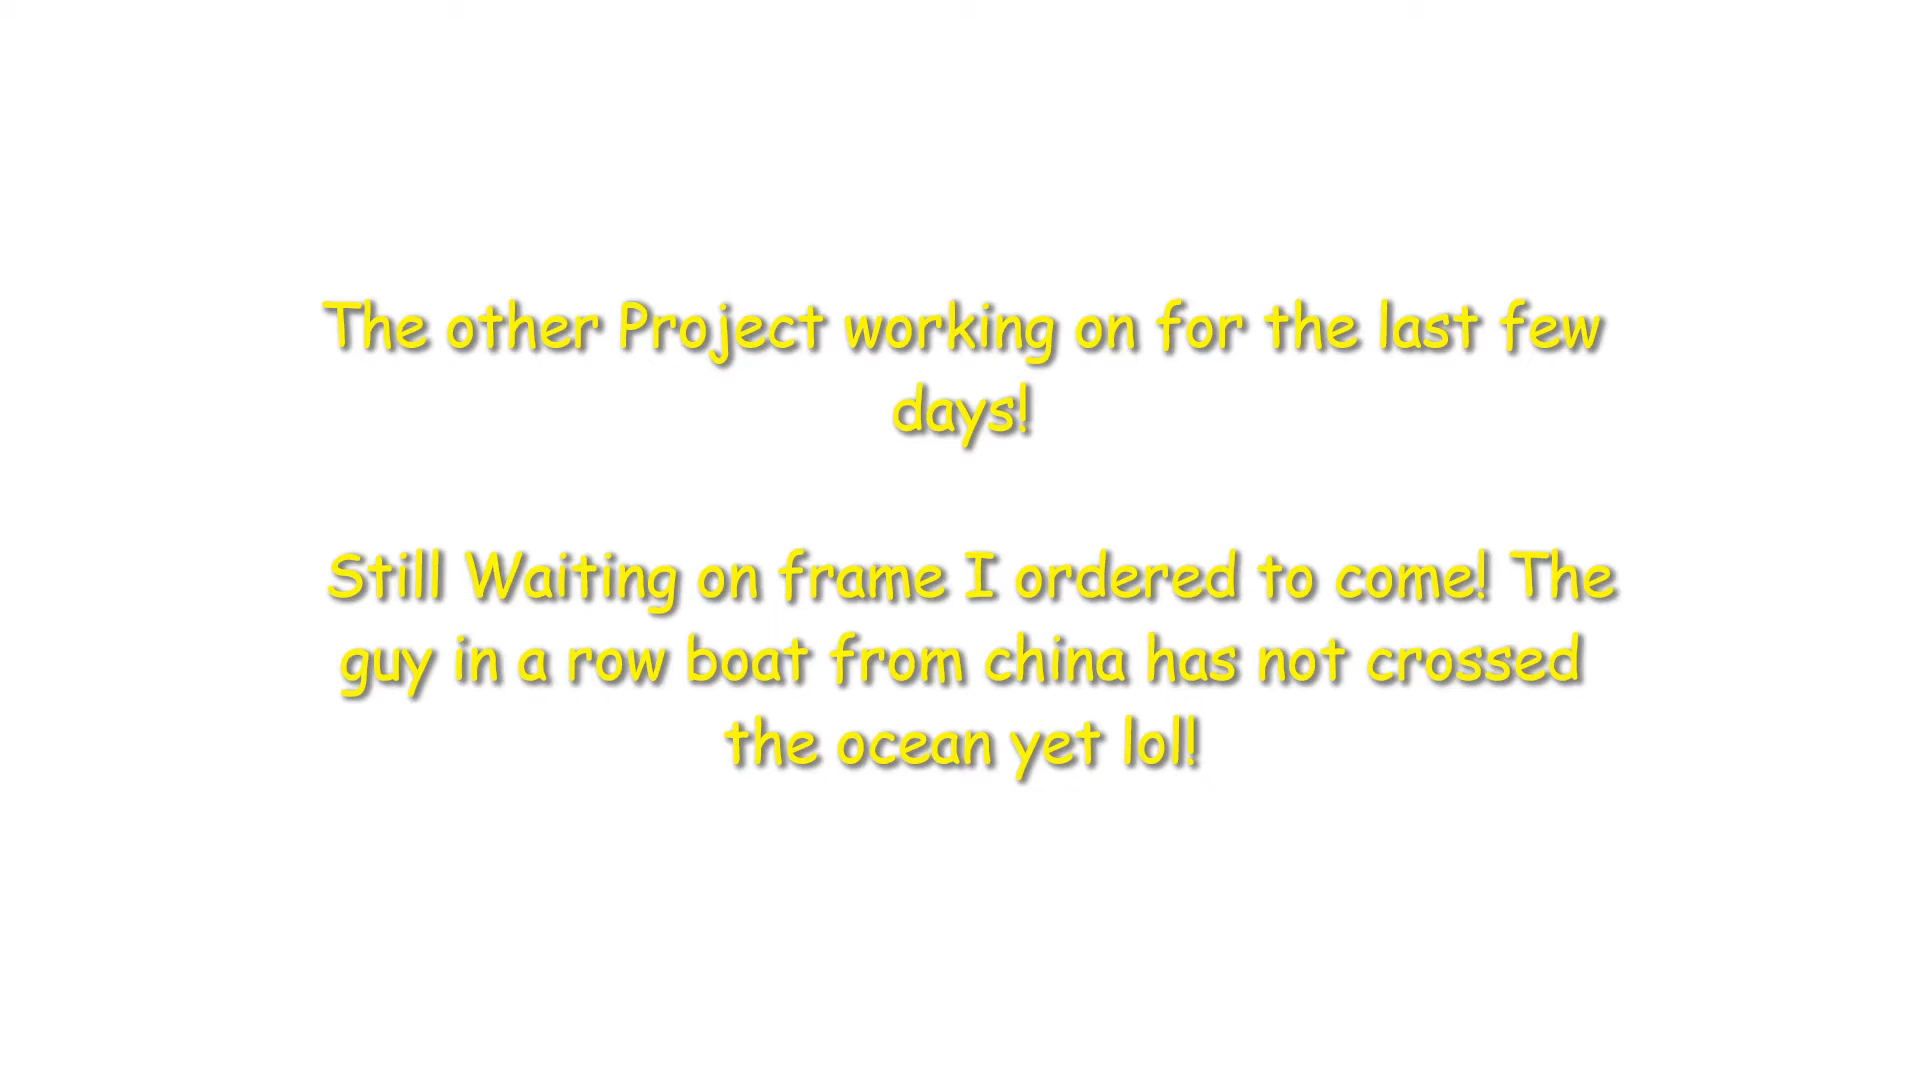 The other Project working on for the last few
days!
Still Waiting on frame I ordered to come! The
guy in a row boat from china has not crossed
the ocean yet lol!